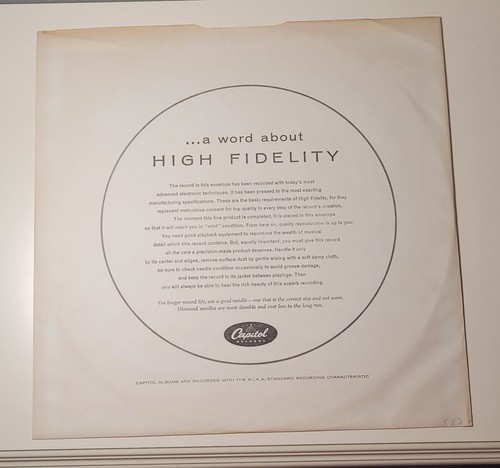 ...a word about
HIGH FIDELITY
The record in this envelope has been recorded with today's most
advanced electronic techniques. It has been pressed to the most exacting
manufacturing specifications. These are the basic requirements of High Fidelity, for they
represent meticulous concern for top quality in every step of the record's creation.
The moment this fine product is completed, it is placed in this envelope
so that it will reach you in "mint" condition. From here on, quality reproduction is up to you!
You need good playback equipment to reproduce the wealth of musical
detail which this record contains. But, equally important, you must give this record
all the care a precision-made product deserves. Handle it only
by its center and edges, remove surface dust by gentle wiping with a soft damp cloth,
be sure to check needle condition occasionally to avoid groove damage,
and keep the record in its jacket between playings. Then
you will always be able to hear the rich beauty of this superb recording.
For longer record life, use a good needle—one that is the correct size and not worn.
Diamond needles are most durable and cost less in the long run.
Capitol
RECORDS
CAPITOL ALBUMS ARE RECORDED WITH THE R.I.A.A. STANDARD RECORDING CHARACTERISTIC